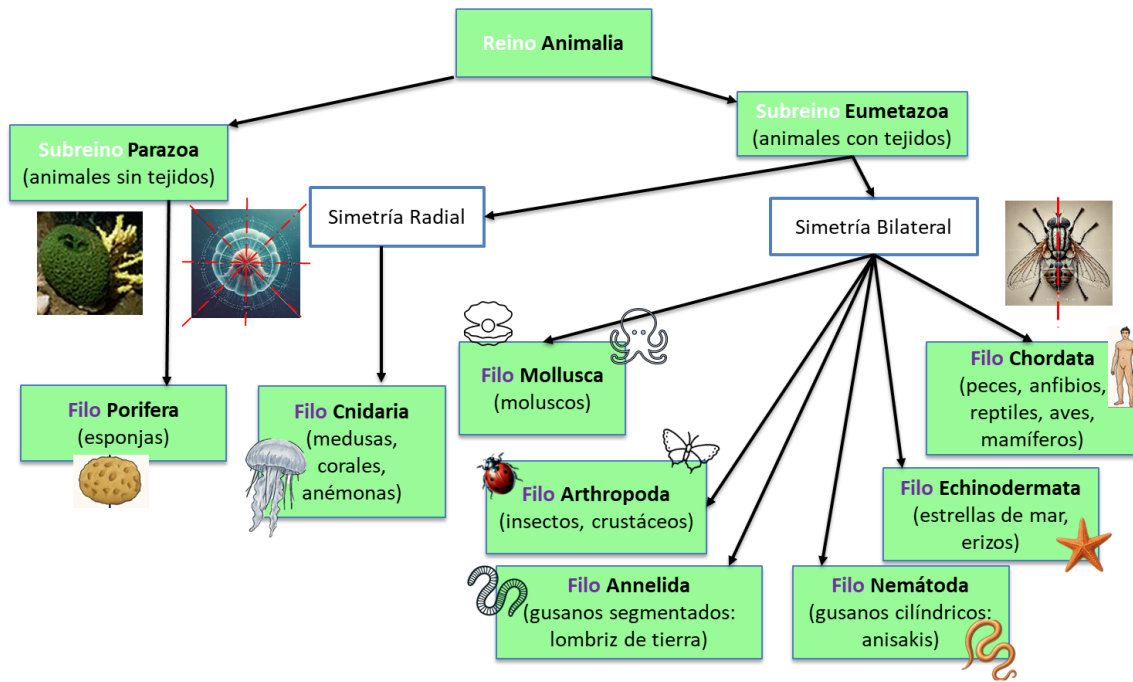 Reino Animalia
Subreino Parazoa
(animales sin tejidos)
Subreino Eumetazoa
(animales con tejidos)
Simetría Radial
Simetría Bilateral
Filo Porifera
(esponjas)
Filo Cnidaria
(medusas,
corales,
anémonas)
Filo Mollusca
(moluscos)
Filo Chordata
(peces, anfibios,
reptiles, aves,
mamíferos)
Filo Arthropoda
(insectos, crustáceos)
Filo Echinodermata
(estrellas de mar,
erizos)
Filo Annelida
(gusanos segmentados:
lombriz de tierra)
Filo Nemátoda
(gusanos cilíndricos:
anisakis)